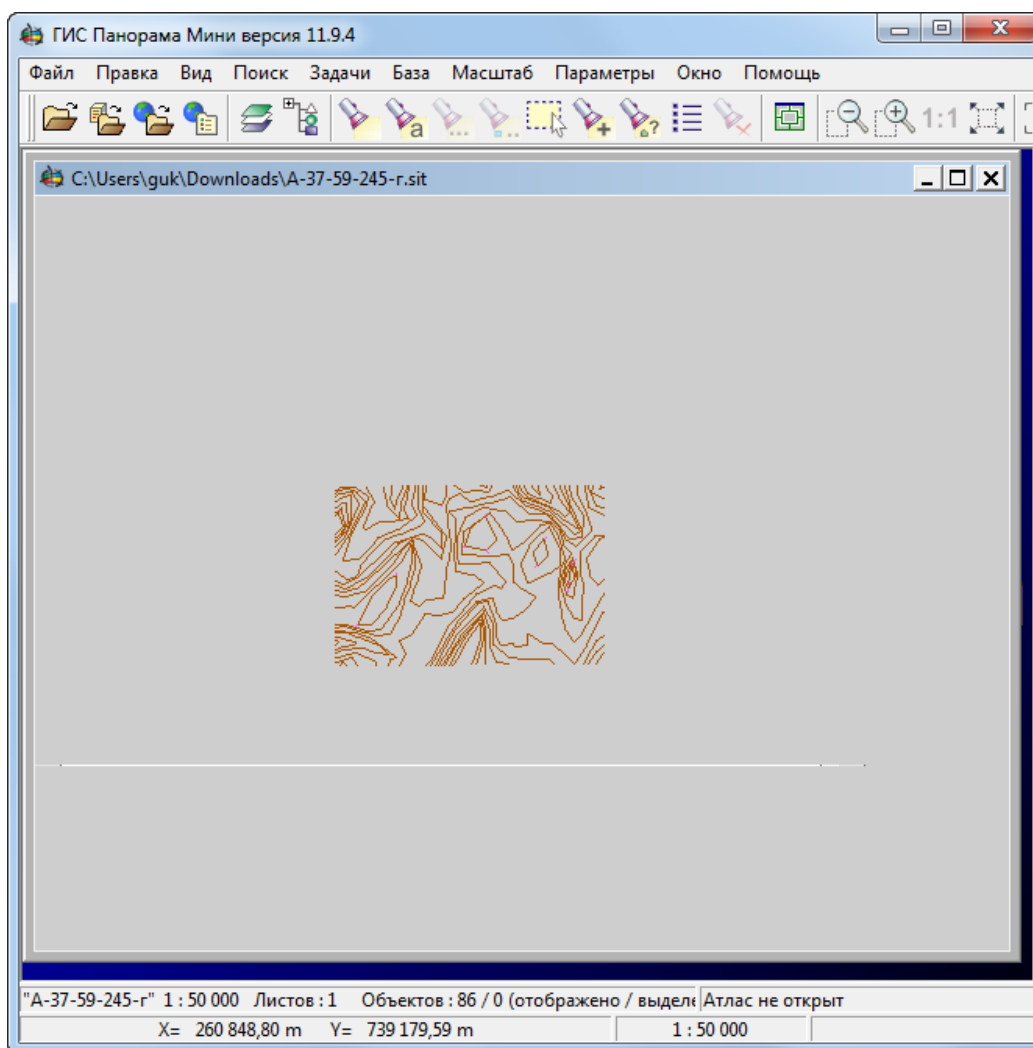 ГИС Панорама Мини версия 11.9.4
Файл Правка Вид Поиск Задачи База Масштаб Параметры Окно Помощь
a ... ? 1:1
C:\Users\guk\Downloads\A-37-59-245-г.sit
"A-37-59-245-г" 1 : 50 000 Листов : 1 Объектов : 86 / 0 (отображено / выделе Атлас не открыт
X= 260 848,80 m Y= 739 179,59 m 1 : 50 000